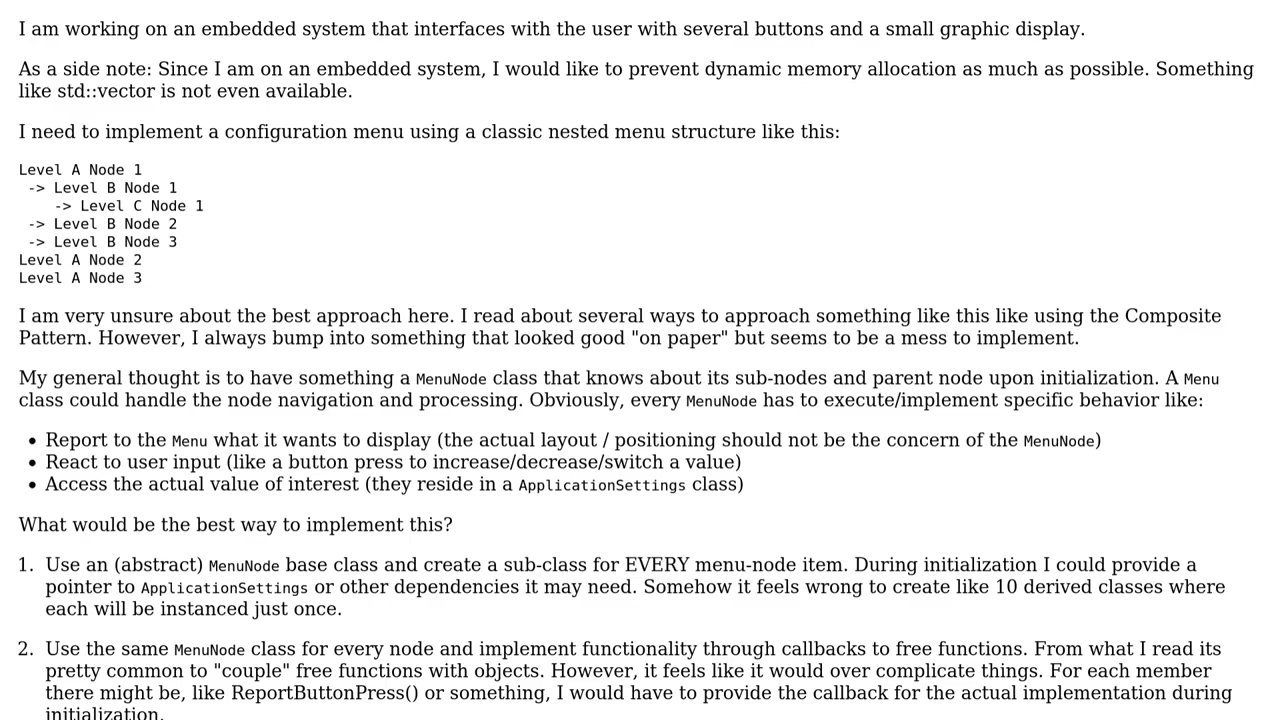 I am working on an embedded system that interfaces with the user with several buttons and a small graphic display.
As a side note: Since I am on an embedded system, I would like to prevent dynamic memory allocation as much as possible. Something
like std::vector is not even available.
I need to implement a configuration menu using a classic nested menu structure like this:
Level A Node 1
 -> Level B Node 1
    -> Level C Node 1
 -> Level B Node 2
 -> Level B Node 3
Level A Node 2
Level A Node 3
I am very unsure about the best approach here. I read about several ways to approach something like this like using the Composite
Pattern. However, I always bump into something that looked good "on paper" but seems to be a mess to implement.
My general thought is to have something a MenuNode class that knows about its sub-nodes and parent node upon initialization. A Menu
class could handle the node navigation and processing. Obviously, every MenuNode has to execute/implement specific behavior like:
• Report to the Menu what it wants to display (the actual layout / positioning should not be the concern of the MenuNode)
• React to user input (like a button press to increase/decrease/switch a value)
• Access the actual value of interest (they reside in a ApplicationSettings class)
What would be the best way to implement this?
1. Use an (abstract) MenuNode base class and create a sub-class for EVERY menu-node item. During initialization I could provide a
pointer to ApplicationSettings or other dependencies it may need. Somehow it feels wrong to create like 10 derived classes where
each will be instanced just once.
2. Use the same MenuNode class for every node and implement functionality through callbacks to free functions. From what I read its
pretty common to "couple" free functions with objects. However, it feels like it would over complicate things. For each member
there might be, like ReportButtonPress() or something, I would have to provide the callback for the actual implementation during
initialization.